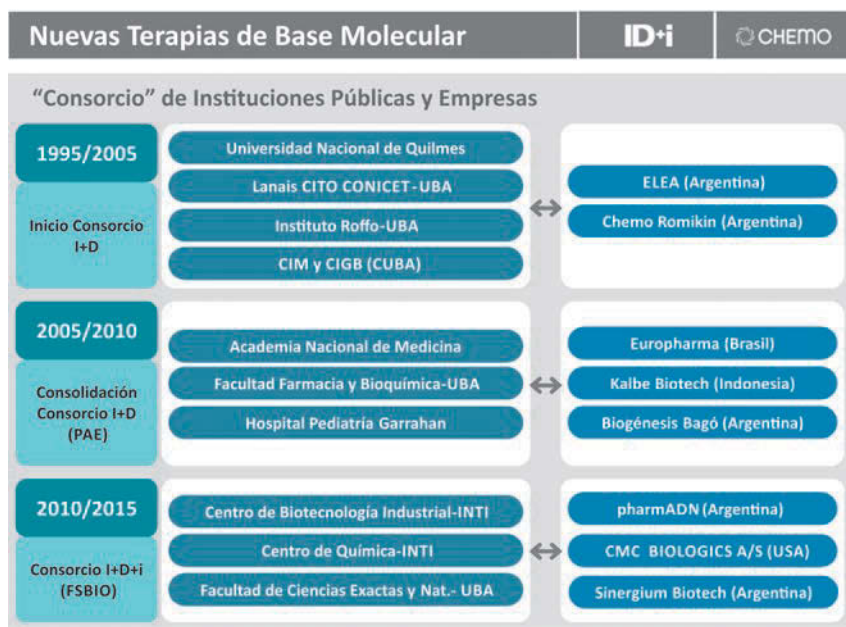 Nuevas Terapias de Base Molecular
ID+i
CHEMO
“Consorcio” de Instituciones Públicas y Empresas
1995/2005
Inicio Consorcio
I+D
Universidad Nacional de Quilmes
Lanais CITO CONICET-UBA
Instituto Roffo-UBA
CIM y CIGB (CUBA)
ELEA (Argentina)
Chemo Romikin (Argentina)
2005/2010
Consolidación
Consorcio I+D
(PAE)
Academia Nacional de Medicina
Facultad Farmacia y Bioquímica-UBA
Hospital Pediatría Garrahan
Europharma (Brasil)
Kalbe Biotech (Indonesia)
Biogénesis Bagó (Argentina)
2010/2015
Consorcio I+D+i
(FSBIO)
Centro de Biotecnología Industrial-INTI
Centro de Química-INTI
Facultad de Ciencias Exactas y Nat.- UBA
pharmADN (Argentina)
CMC BIOLOGICS A/S (USA)
Sinergium Biotech (Argentina)